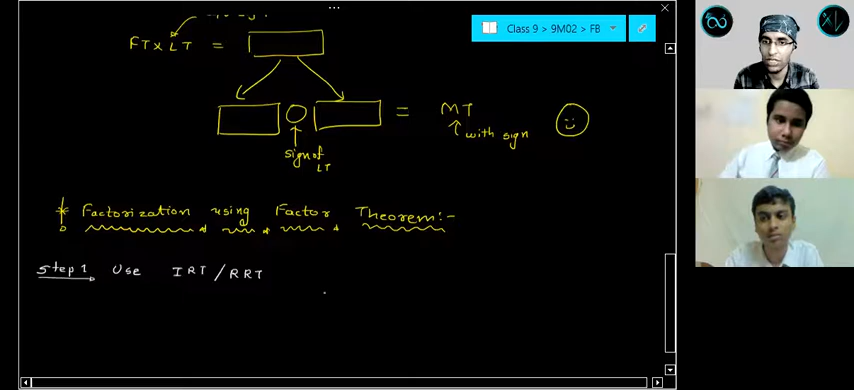 Class 9 > 9M02 > FB
FT x LT =
= MT
with sign
sign of
LT
* Factorization using Factor Theorem:-
Step 1 Use IRT/RRT